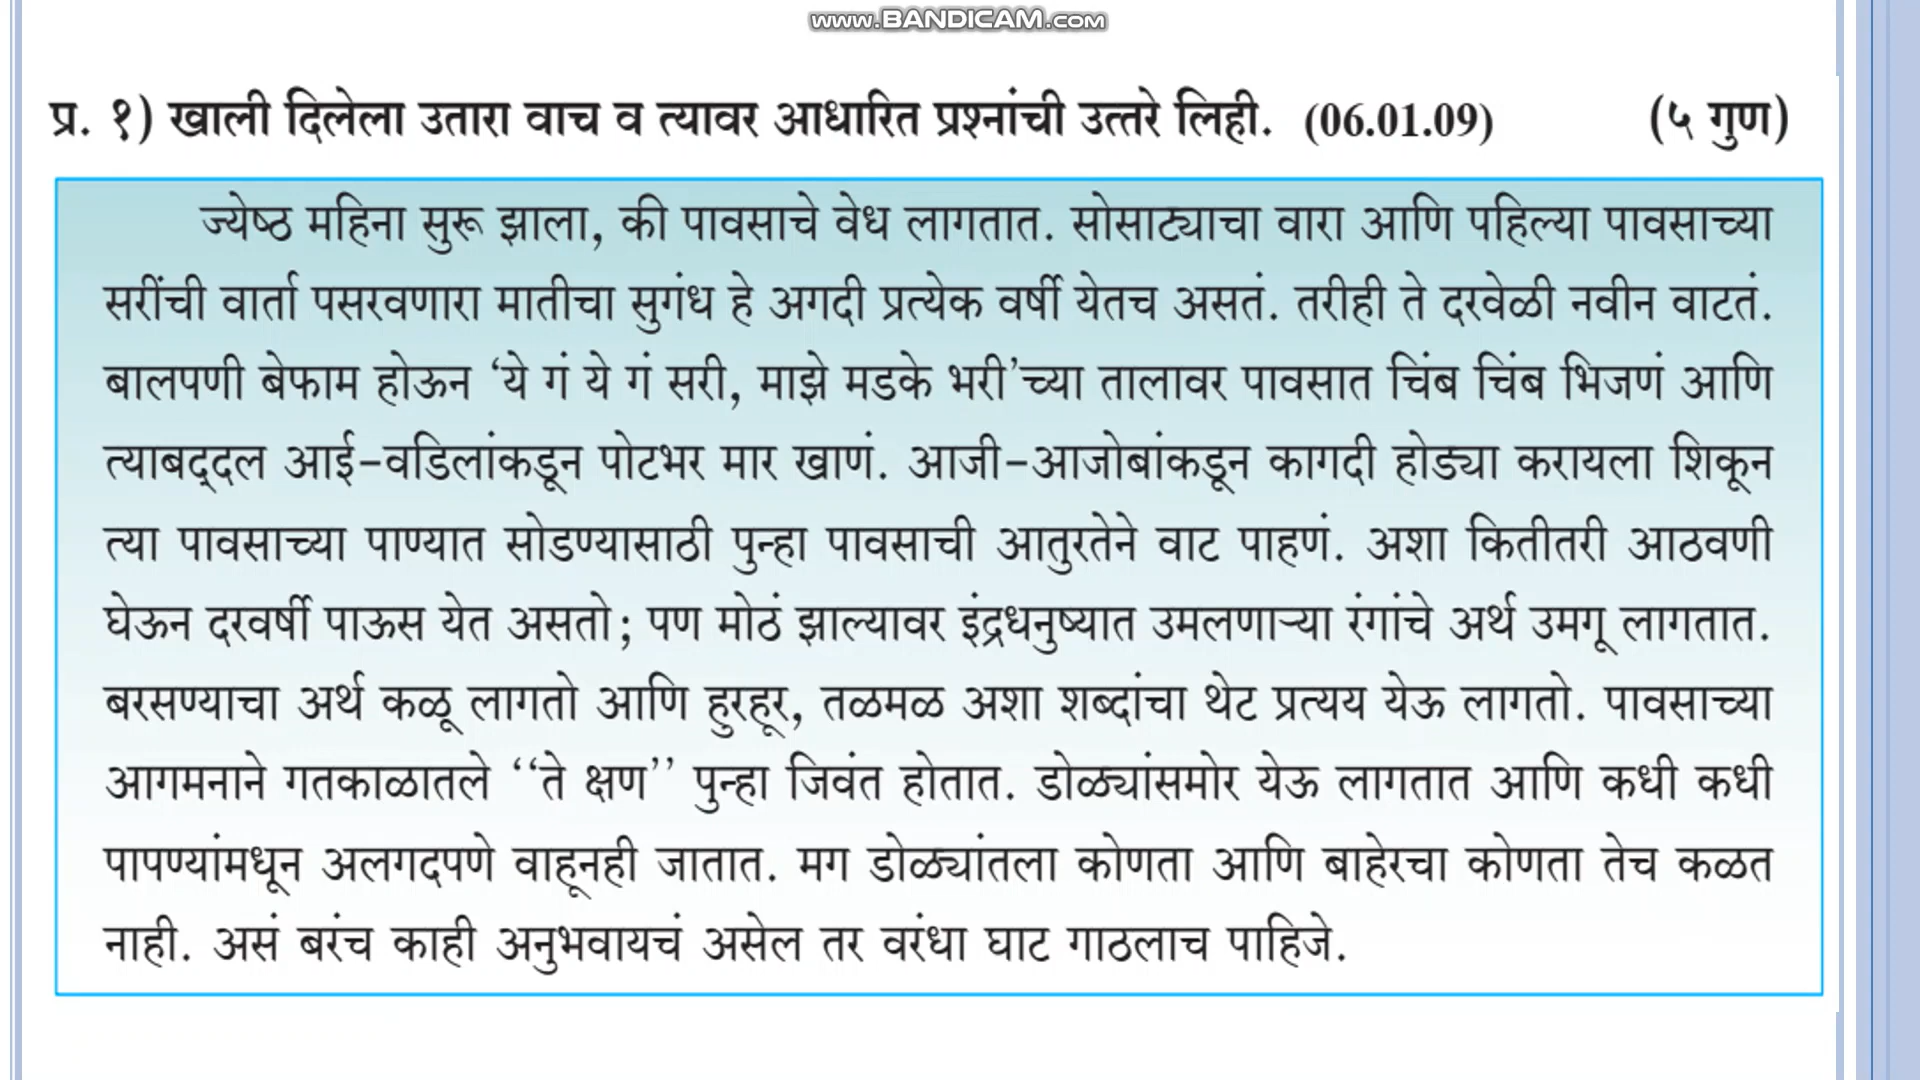 www.BANDICAM.com
प्र. १) खाली दिलेला उतारा वाच व त्यावर आधारित प्रश्नांची उत्तरे लिही. (06.01.09) (५ गुण)
ज्येष्ठ महिना सुरू झाला, की पावसाचे वेध लागतात. सोसाट्याचा वारा आणि पहिल्या पावसाच्या
सरींची वार्ता पसरवणारा मातीचा सुगंध हे अगदी प्रत्येक वर्षी येतच असतं. तरीही ते दरवेळी नवीन वाटतं.
बालपणी बेफाम होऊन ‘ये गं ये गं सरी, माझे मडके भरी’च्या तालावर पावसात चिंब चिंब भिजणं आणि
त्याबद्‌दल आई-वडिलांकडून पोटभर मार खाणं. आजी-आजोबांकडून कागदी होड्या करायला शिकून
त्या पावसाच्या पाण्यात सोडण्यासाठी पुन्हा पावसाची आतुरतेने वाट पाहणं. अशा कितीतरी आठवणी
घेऊन दरवर्षी पाऊस येत असतो; पण मोठं झाल्यावर इंद्रधनुष्यात उमलणाऱ्या रंगांचे अर्थ उमगू लागतात.
बरसण्याचा अर्थ कळू लागतो आणि हुरहूर, तळमळ अशा शब्दांचा थेट प्रत्यय येऊ लागतो. पावसाच्या
आगमनाने गतकाळातले ‘‘ते क्षण’’ पुन्हा जिवंत होतात. डोळ्यांसमोर येऊ लागतात आणि कधी कधी
पापण्यांमधून अलगदपणे वाहूनही जातात. मग डोळ्यांतला कोणता आणि बाहेरचा कोणता तेच कळत
नाही. असं बरंच काही अनुभवायचं असेल तर वरंधा घाट गाठलाच पाहिजे.